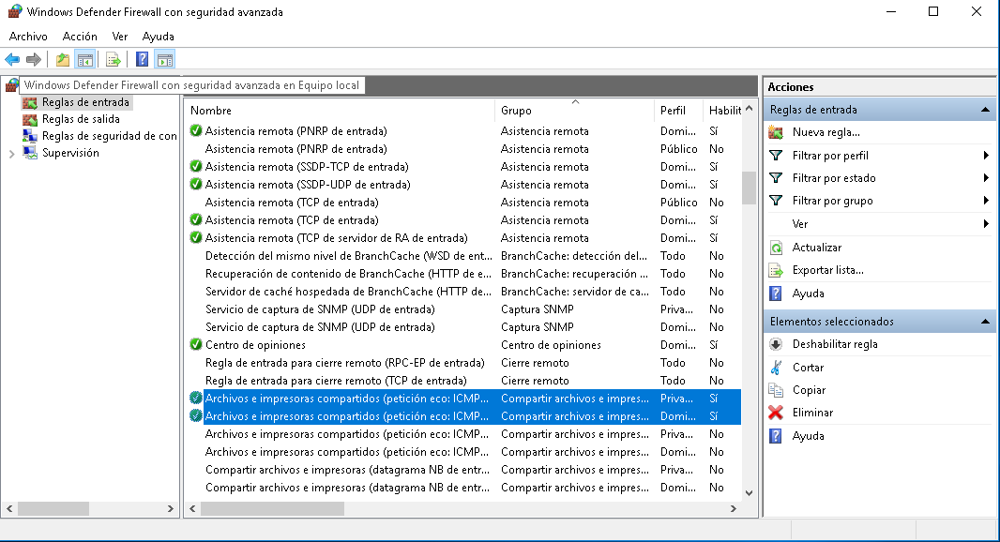 Windows Defender Firewall con seguridad avanzada
Archivo Acción Ver Ayuda
Windows Defender Firewall con seguridad avanzada en Equipo local
Reglas de entrada
Reglas de salida
Reglas de seguridad de con
Supervisión
Nombre Grupo Perfil Habilit
Asistencia remota (PNRP de entrada) Asistencia remota Domi... Sí
Asistencia remota (PNRP de entrada) Asistencia remota Público No
Asistencia remota (SSDP-TCP de entrada) Asistencia remota Domi... Sí
Asistencia remota (SSDP-UDP de entrada) Asistencia remota Domi... Sí
Asistencia remota (TCP de entrada) Asistencia remota Público No
Asistencia remota (TCP de entrada) Asistencia remota Domi... Sí
Asistencia remota (TCP de servidor de RA de entrada) Asistencia remota Domi... Sí
Detección del mismo nivel de BranchCache (WSD de ent... BranchCache: detección del... Todo No
Recuperación de contenido de BranchCache (HTTP de e... BranchCache: recuperación ... Todo No
Servidor de caché hospedada de BranchCache (HTTP de... BranchCache: servidor de ca... Todo No
Servicio de captura de SNMP (UDP de entrada) Captura SNMP Priva... No
Servicio de captura de SNMP (UDP de entrada) Captura SNMP Domi... No
Centro de opiniones Centro de opiniones Domi... Sí
Regla de entrada para cierre remoto (RPC-EP de entrada) Cierre remoto Todo No
Regla de entrada para cierre remoto (TCP de entrada) Cierre remoto Todo No
Archivos e impresoras compartidos (petición eco: ICMP... Compartir archivos e impres... Priva... Sí
Archivos e impresoras compartidos (petición eco: ICMP... Compartir archivos e impres... Domi... Sí
Archivos e impresoras compartidos (petición eco: ICMP... Compartir archivos e impres... Priva... No
Archivos e impresoras compartidos (petición eco: ICMP... Compartir archivos e impres... Domi... No
Compartir archivos e impresoras (datagrama NB de entr... Compartir archivos e impres... Priva... No
Compartir archivos e impresoras (datagrama NB de entr... Compartir archivos e impres... Domi... No
Acciones
Reglas de entrada
Nueva regla...
Filtrar por perfil
Filtrar por estado
Filtrar por grupo
Ver
Actualizar
Exportar lista...
Ayuda
Elementos seleccionados
Deshabilitar regla
Cortar
Copiar
Eliminar
Ayuda